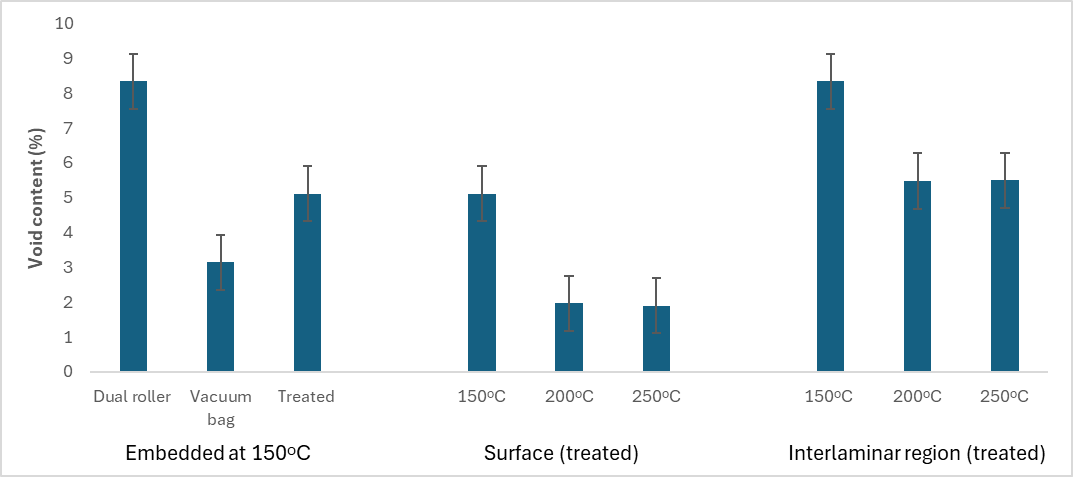 Void content (%)
10
9
8
7
6
5
4
3
2
1
0
Dual roller
Vacuum
bag
Treated
150ºC
200ºC
250ºC
150ºC
200ºC
250ºC
Embedded at 150ºC
Surface (treated)
Interlaminar region (treated)